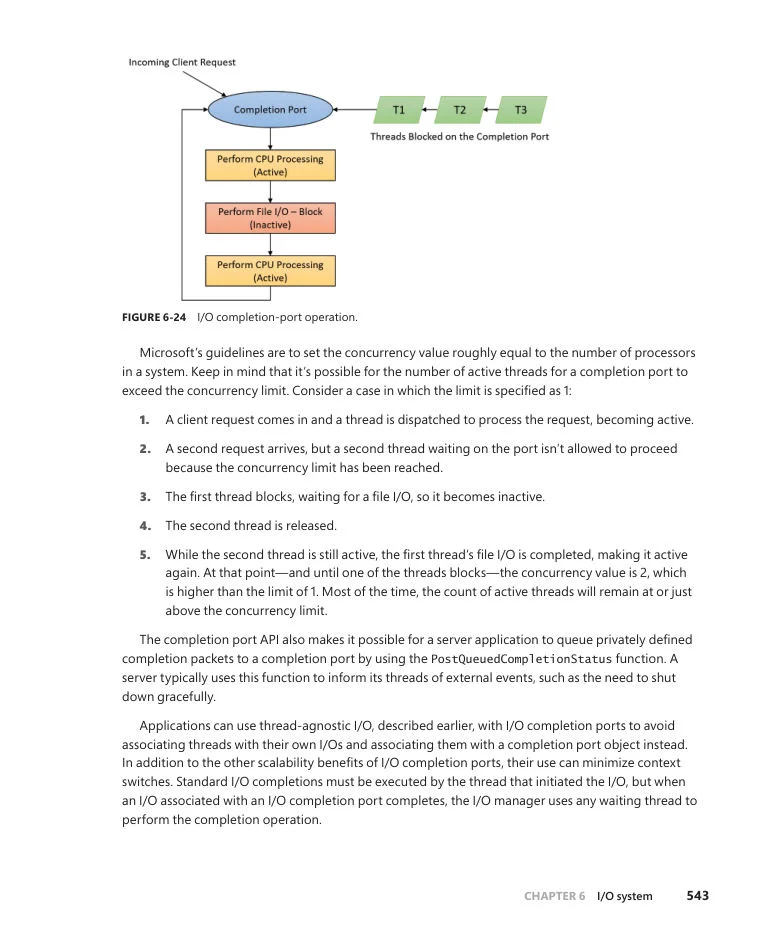 Incoming Client Request
Completion Port
T1
T2
T3
Threads Blocked on the Completion Port
Perform CPU Processing
(Active)
Perform File I/O – Block
(Inactive)
Perform CPU Processing
(Active)
FIGURE 6-24 I/O completion-port operation.
Microsoft’s guidelines are to set the concurrency value roughly equal to the number of processors
in a system. Keep in mind that it’s possible for the number of active threads for a completion port to
exceed the concurrency limit. Consider a case in which the limit is specified as 1:
1. A client request comes in and a thread is dispatched to process the request, becoming active.
2. A second request arrives, but a second thread waiting on the port isn’t allowed to proceed
because the concurrency limit has been reached.
3. The first thread blocks, waiting for a file I/O, so it becomes inactive.
4. The second thread is released.
5. While the second thread is still active, the first thread’s file I/O is completed, making it active
again. At that point—and until one of the threads blocks—the concurrency value is 2, which
is higher than the limit of 1. Most of the time, the count of active threads will remain at or just
above the concurrency limit.
The completion port API also makes it possible for a server application to queue privately defined
completion packets to a completion port by using the PostQueuedCompletionStatus function. A
server typically uses this function to inform its threads of external events, such as the need to shut
down gracefully.
Applications can use thread-agnostic I/O, described earlier, with I/O completion ports to avoid
associating threads with their own I/Os and associating them with a completion port object instead.
In addition to the other scalability benefits of I/O completion ports, their use can minimize context
switches. Standard I/O completions must be executed by the thread that initiated the I/O, but when
an I/O associated with an I/O completion port completes, the I/O manager uses any waiting thread to
perform the completion operation.
CHAPTER 6 I/O system 543